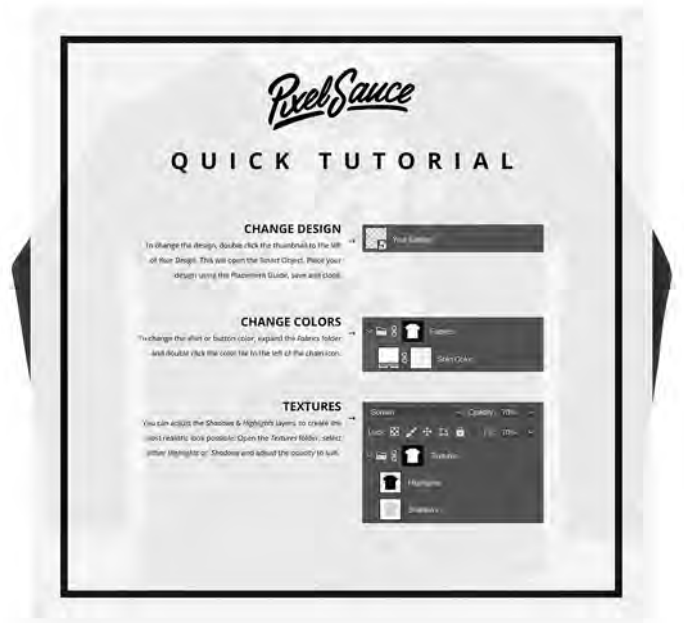 PixelSauce
QUICK TUTORIAL
CHANGE DESIGN
To change the design, double click the thumbnail to the left
of Your Design. This will open the Smart Object. Place your
design using the Placement Guide, save and close.
→
Your Design
CHANGE COLORS
To change the shirt or button color, expand the Fabrics folder
and double click the color tile to the left of the chain icon.
→
Fabrics
Shirt Color
TEXTURES
You can adjust the Shadows & Highlights layers, to create the
most realistic look possible. Open the Textures folder, select
either Highlights or Shadows and adjust the opacity to suit.
→
Screen Opacity: 70%
Lock: Fill: 70%
Textures
Highlights
Shadows